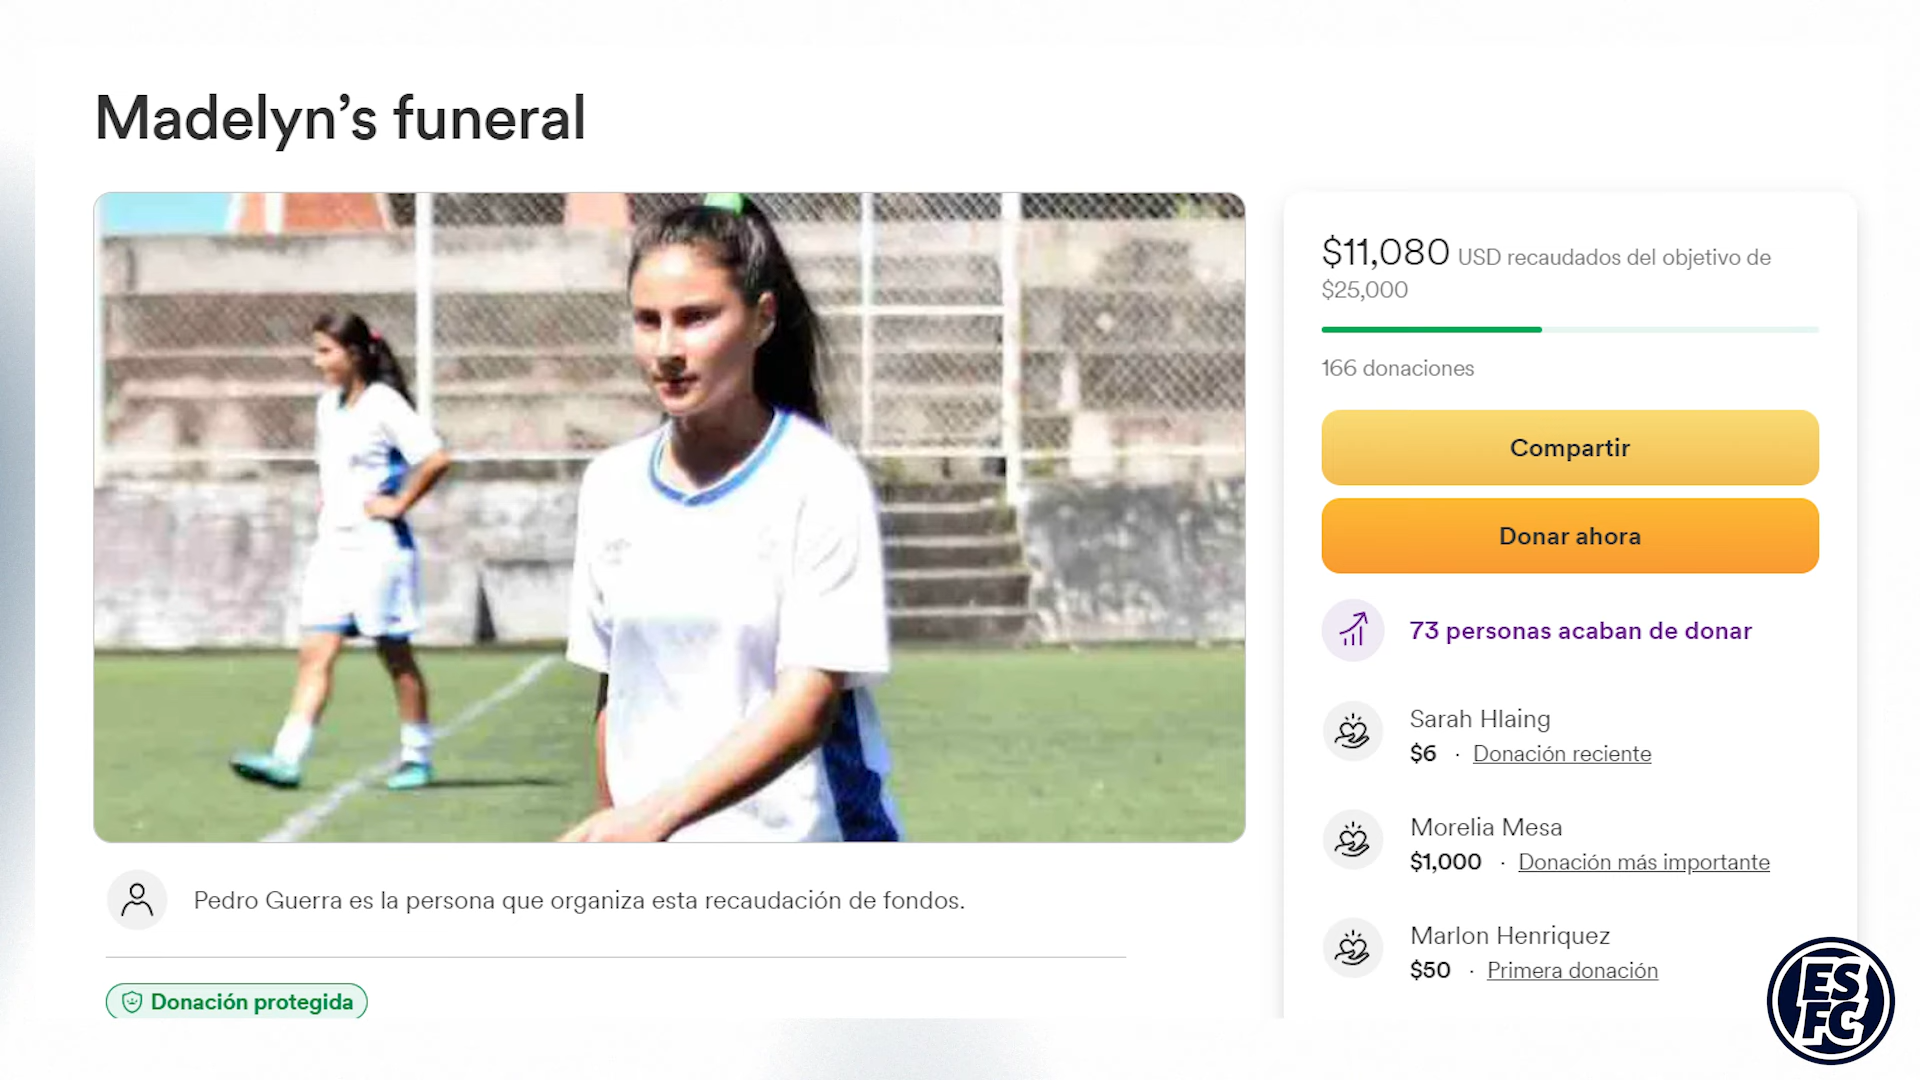 Madelyn’s funeral
$11,080 USD recaudados del objetivo de
$25,000
166 donaciones
Compartir
Donar ahora
73 personas acaban de donar
Sarah Hlaing
$6 · Donación reciente
Morelia Mesa
$1,000 · Donación más importante
Marlon Henriquez
$50 · Primera donación
Pedro Guerra es la persona que organiza esta recaudación de fondos.
Donación protegida
ES
FC